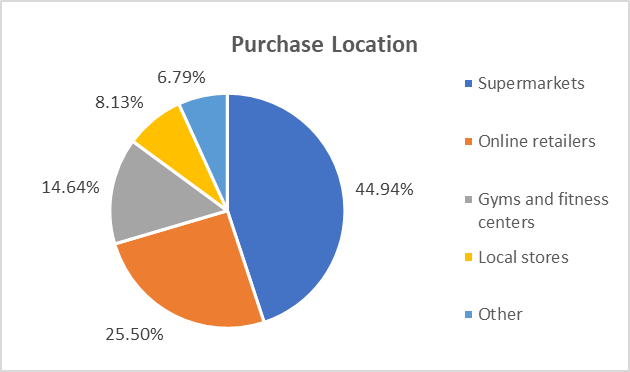 Purchase Location
6.79%
8.13%
14.64%
44.94%
25.50%
Supermarkets
Online retailers
Gyms and fitness
centers
Local stores
Other